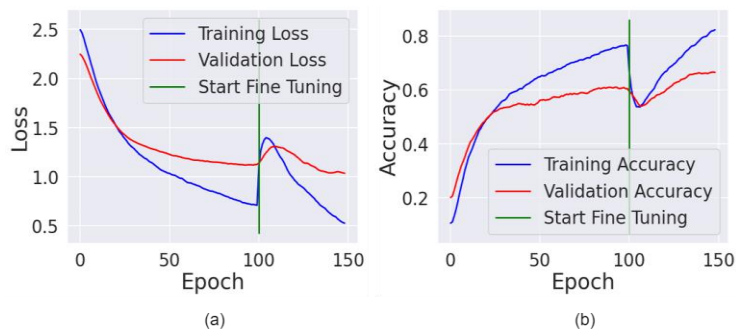 2.5
2.0
1.5
1.0
0.5
Loss
Training Loss
Validation Loss
Start Fine Tuning
0
50
100
150
Epoch
(a)
0.8
0.6
0.4
0.2
Accuracy
Training Accuracy
Validation Accuracy
Start Fine Tuning
0
50
100
150
Epoch
(b)